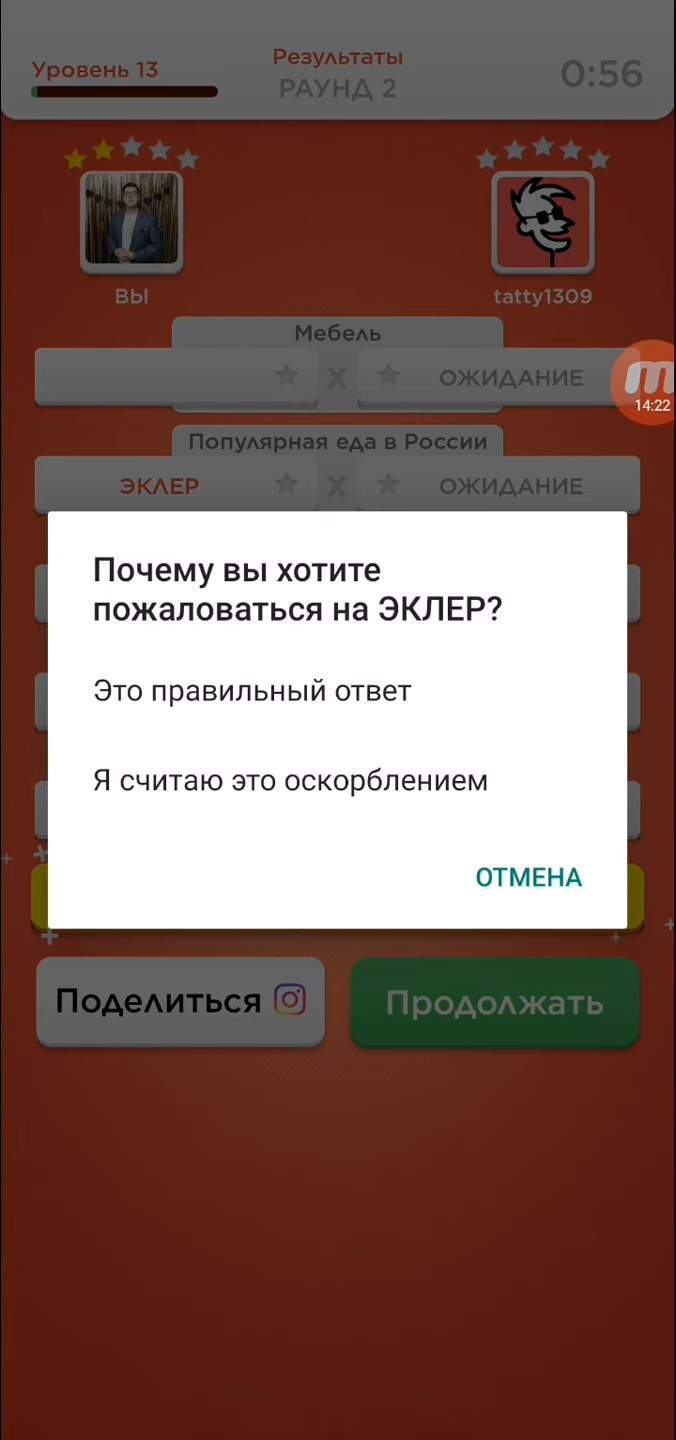 Уровень 13
Результаты
РАУНД 2
0:56
ВЫ
tatty1309
Мебель
X
ОЖИДАНИЕ
14:22
Популярная еда в России
ЭКЛЕР
X
ОЖИДАНИЕ
Почему вы хотите
пожаловаться на ЭКЛЕР?
Это правильный ответ
Я считаю это оскорблением
ОТМЕНА
Поделиться
Продолжать